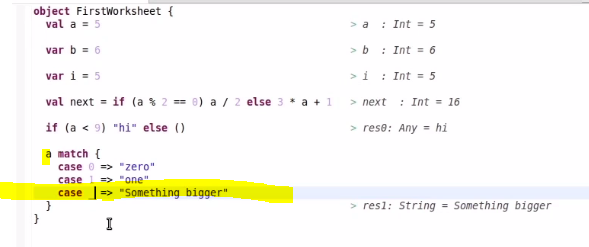 object FirstWorksheet {
val a = 5 > a : Int = 5
var b = 6 > b : Int = 6
var i = 5 > i : Int = 5
val next = if (a % 2 == 0) a / 2 else 3 * a + 1 > next : Int = 16
if (a < 9) "hi" else () > res0: Any = hi
a match {
case 0 => "zero"
case 1 => "one"
case _ => "Something bigger"
} > res1: String = Something bigger
}